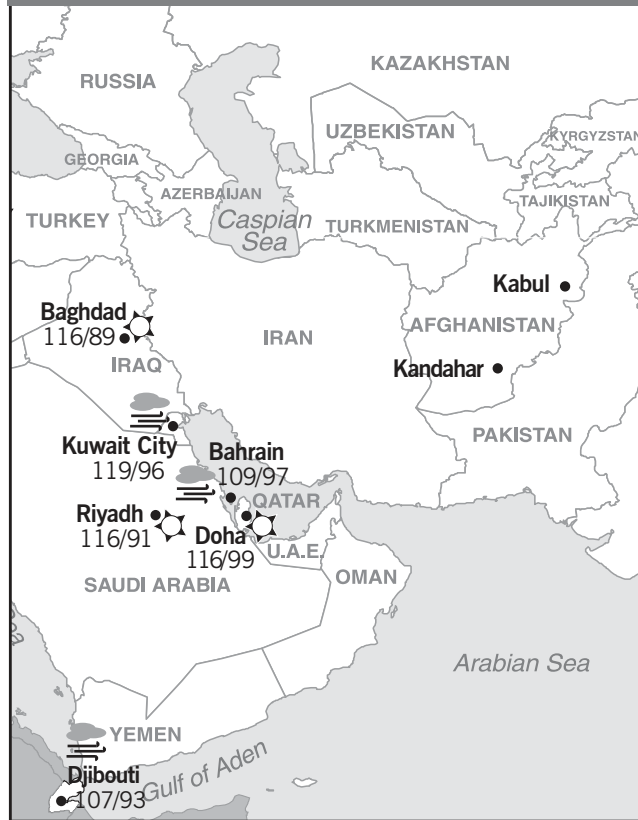 RUSSIA
KAZAKHSTAN
UZBEKISTAN
KYRGYZSTAN
GEORGIA
AZERBAIJAN
TAJIKISTAN
TURKEY
Caspian
Sea
TURKMENISTAN
Kabul
Baghdad
116/89
IRAQ
IRAN
AFGHANISTAN
Kandahar
PAKISTAN
Kuwait City
119/96
Bahrain
109/97
QATAR
Riyadh
116/91
Doha
116/99
U.A.E.
SAUDI ARABIA
OMAN
Arabian Sea
YEMEN
Gulf of Aden
Djibouti
107/93